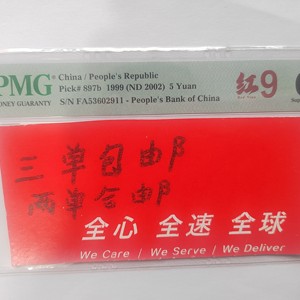 PMG
MONEY GUARANTY
China / People's Republic
Pick# 897b 1999 (ND 2002) 5 Yuan
S/N FA53602911 - People's Bank of China
红9
三单包邮
两单合邮
全心 全速 全球
We Care / We Serve / We Deliver